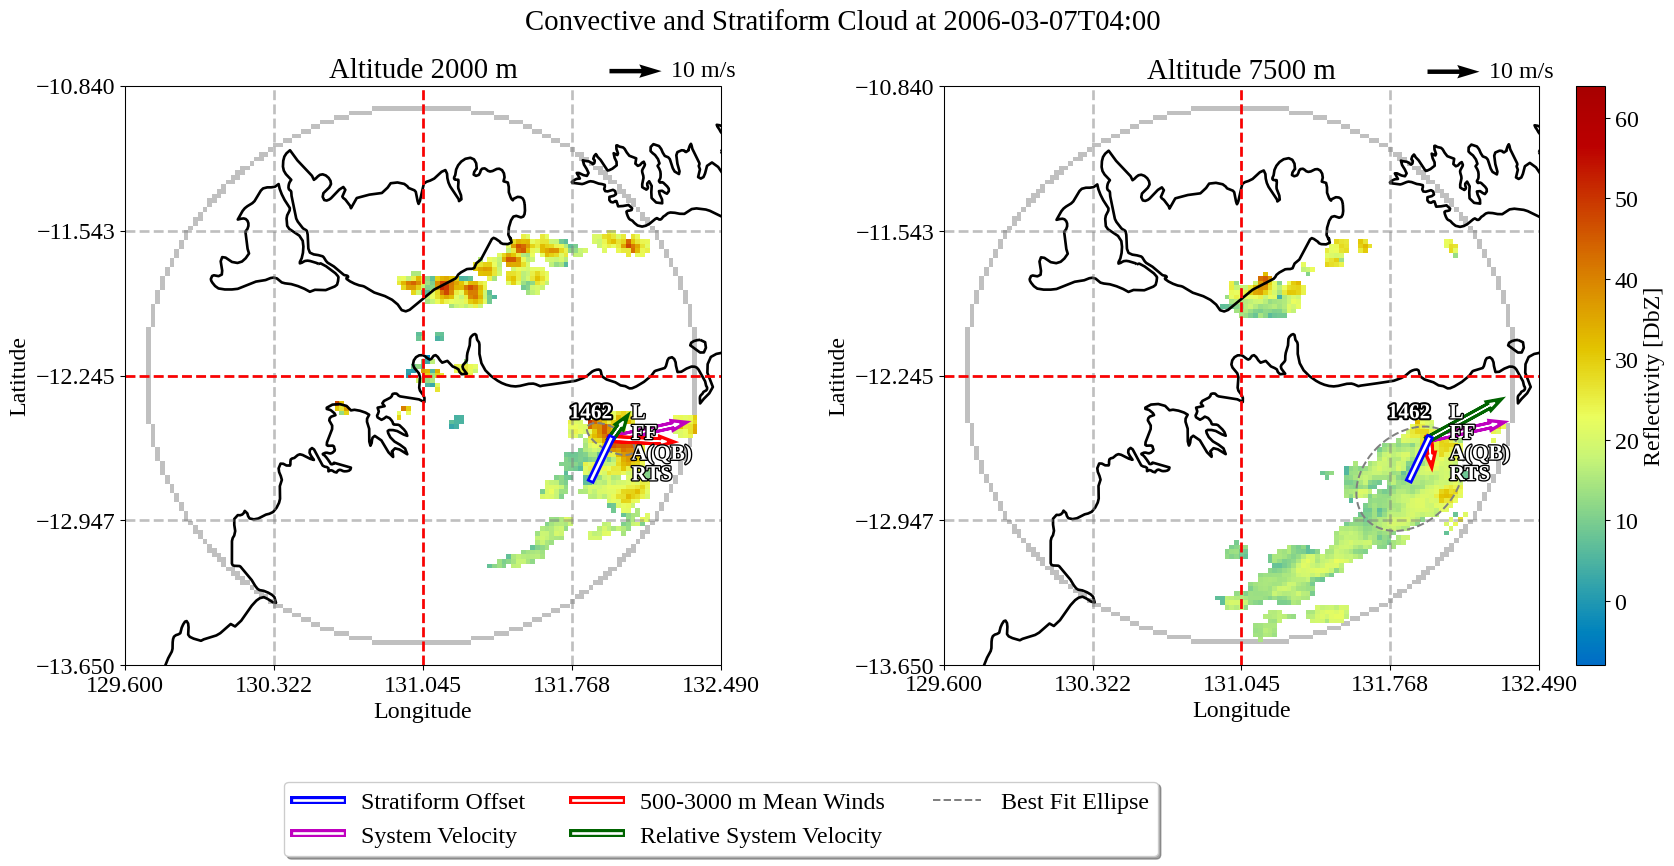 Convective and Stratiform Cloud at 2006-03-07T04:00
Altitude 2000 m
10 m/s
Altitude 7500 m
10 m/s
−10.840
−11.543
−12.245
−12.947
−13.650
Latitude
129.600
130.322
131.045
131.768
132.490
Longitude
1462
L
FF
A(QB)
RTS
−10.840
−11.543
−12.245
−12.947
−13.650
Latitude
129.600
130.322
131.045
131.768
132.490
Longitude
1462
L
FF
A(QB)
RTS
60
50
40
30
20
10
0
Reflectivity [DbZ]
Stratiform Offset
System Velocity
500-3000 m Mean Winds
Relative System Velocity
Best Fit Ellipse